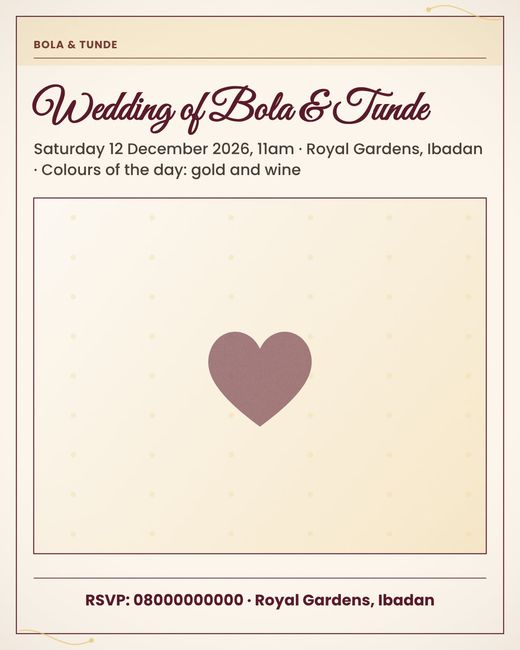 BOLA & TUNDE
Wedding of Bola & Tunde
Saturday 12 December 2026, 11am · Royal Gardens, Ibadan
· Colours of the day: gold and wine
RSVP: 08000000000 · Royal Gardens, Ibadan